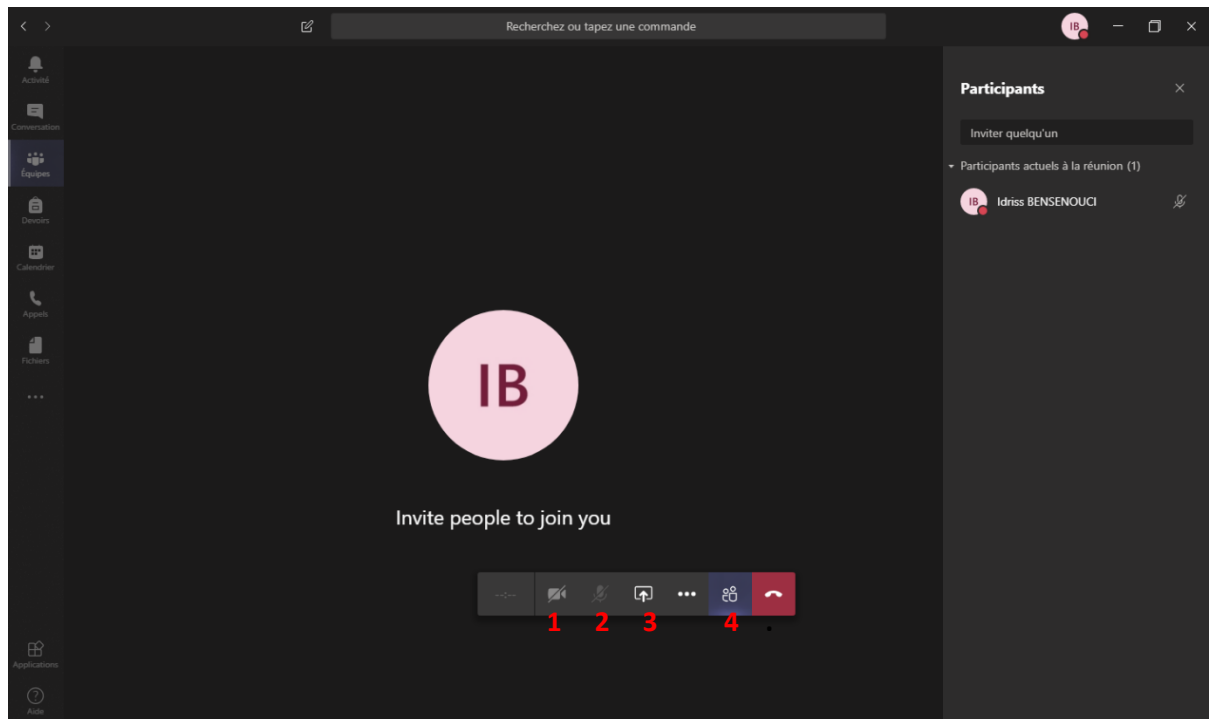 Recherchez ou tapez une commande
IB
Activité
Conversation
Équipes
Devoirs
Calendrier
Appels
Fichiers
Applications
Aide
IB
Invite people to join you
--:--
1 2 3 4 .
Participants
Inviter quelqu'un
Participants actuels à la réunion (1)
IB Idriss BENSENOUCI